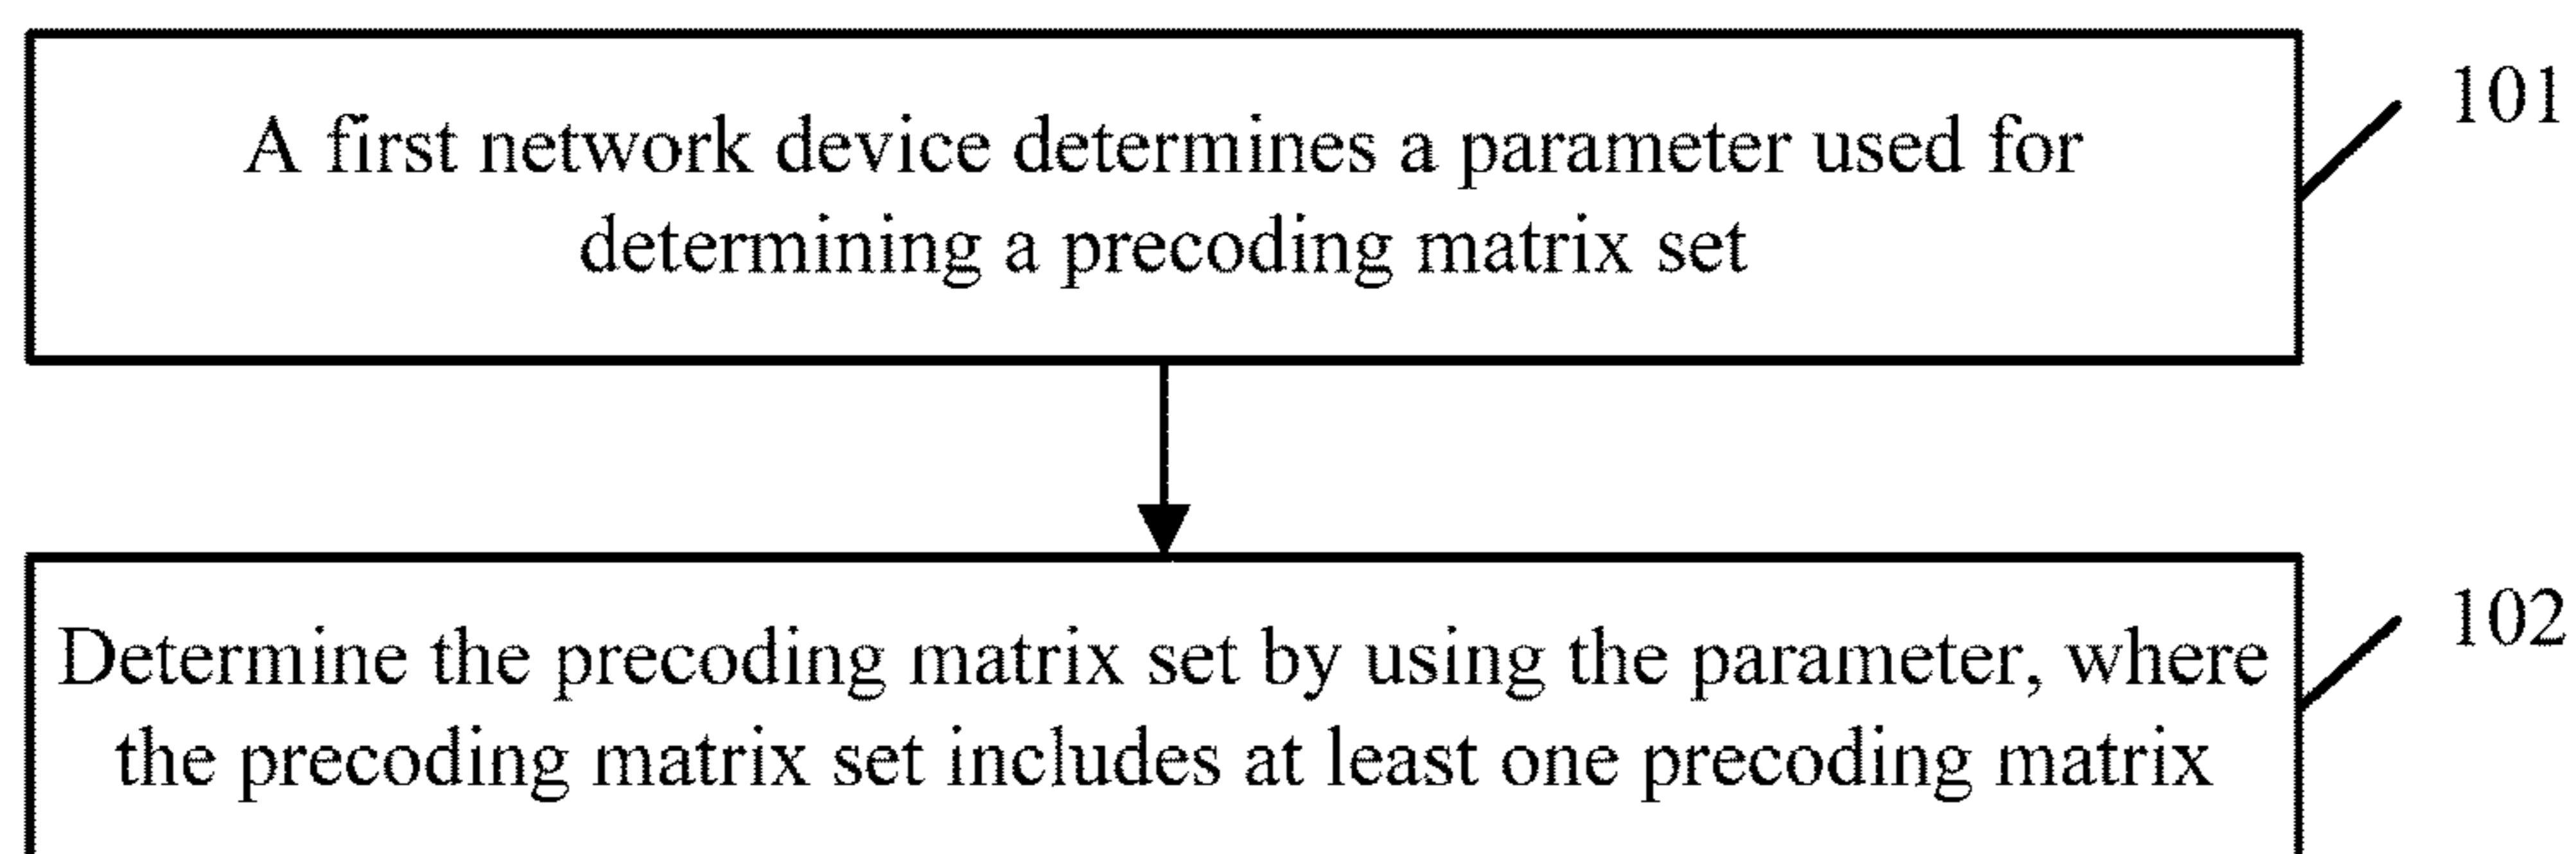 A first network device determines a parameter used for
determining a precoding matrix set
101
Determine the precoding matrix set by using the parameter, where
the precoding matrix set includes at least one precoding matrix
102